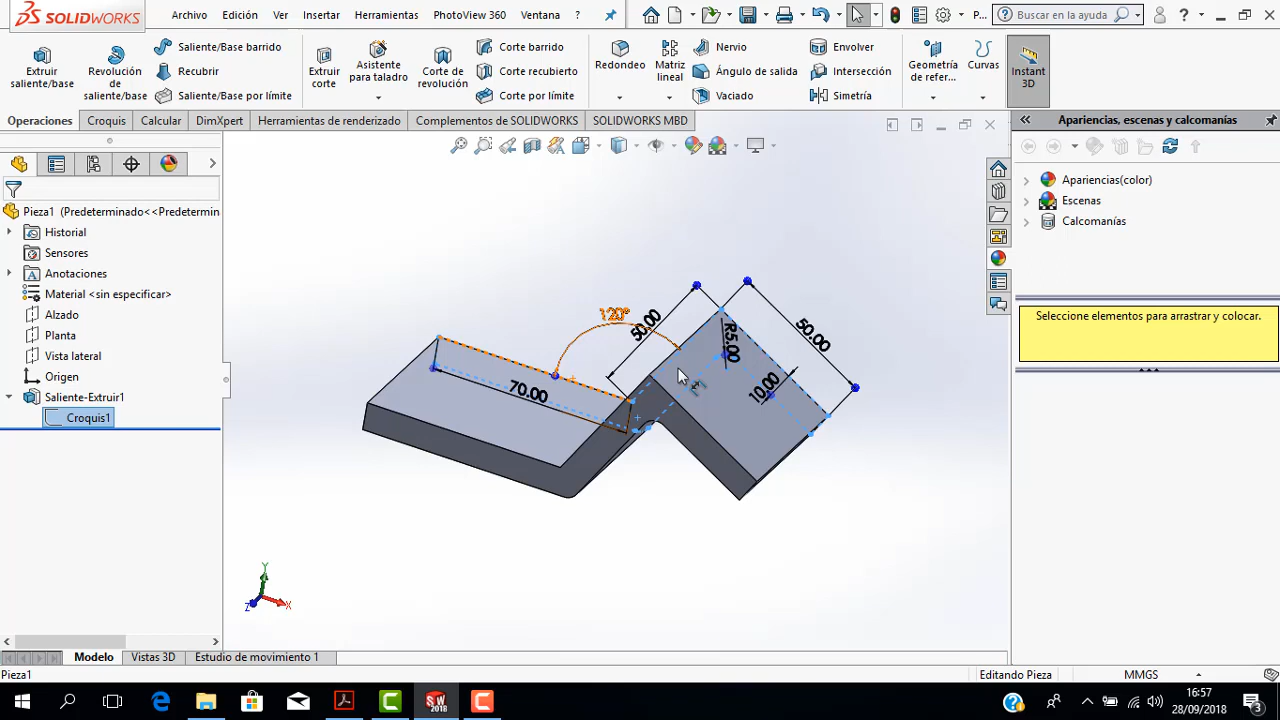 SOLIDWORKS
Archivo Edición Ver Insertar Herramientas PhotoView 360 Ventana ? P... Buscar en la ayuda ?
Extruir saliente/base
Revolución de saliente/base
Saliente/Base barrido
Recubrir
Saliente/Base por límite
Extruir corte
Asistente para taladro
Corte de revolución
Corte barrido
Corte recubierto
Corte por límite
Redondeo
Matriz lineal
Nervio
Ángulo de salida
Vaciado
Envolver
Intersección
Simetría
Geometría de refer...
Curvas
Instant 3D
Operaciones Croquis Calcular DimXpert Herramientas de renderizado Complementos de SOLIDWORKS SOLIDWORKS MBD
Pieza1 (Predeterminado<<Predetermin
Historial
Sensores
Anotaciones
Material <sin especificar>
Alzado
Planta
Vista lateral
Origen
Saliente-Extruir1
Croquis1
120°
50.00
R5.00
50.00
10.00
70.00
Y
Z
X
Apariencias, escenas y calcomanías
Apariencias(color)
Escenas
Calcomanías
Seleccione elementos para arrastrar y colocar.
Modelo Vistas 3D Estudio de movimiento 1
Pieza1 Editando Pieza MMGS
SW 2018
16:57
28/09/2018
3